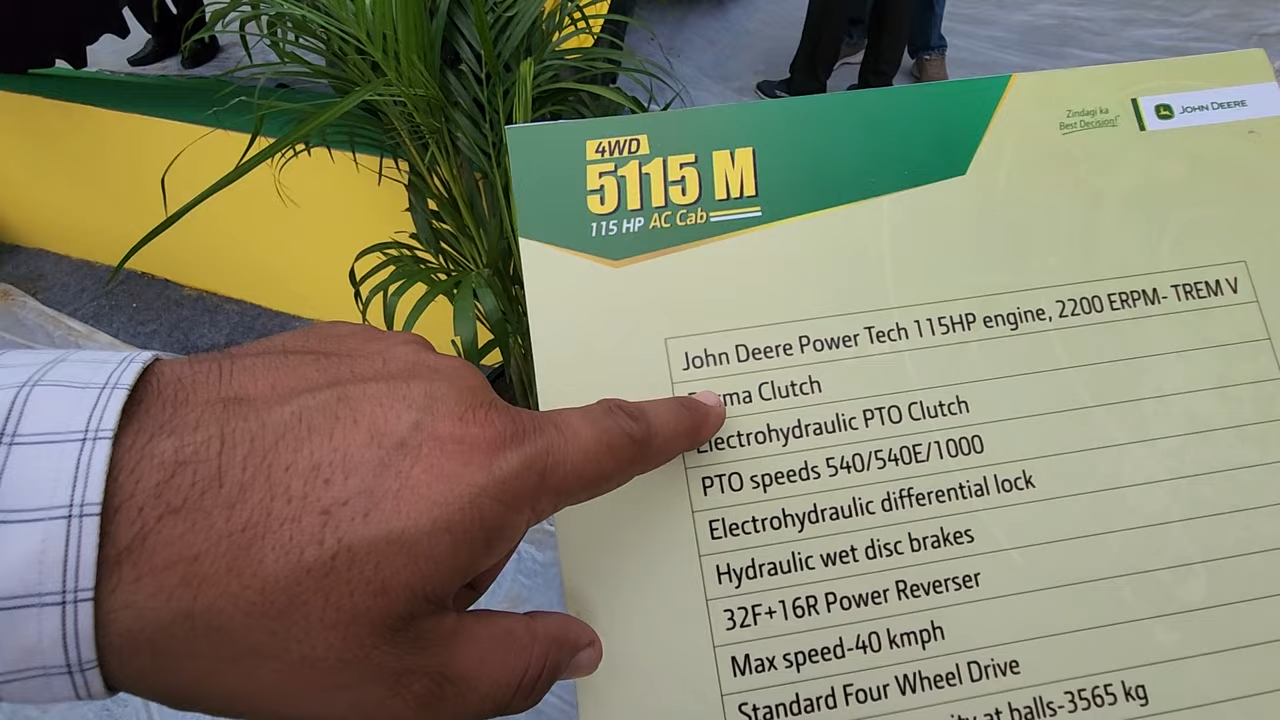 4WD
5115 M
115 HP AC Cab
Zindagi ka
Best Decision!
JOHN DEERE
John Deere Power Tech 115HP engine, 2200 ERPM- TREM V
Clutch
Electrohydraulic PTO Clutch
PTO speeds 540/540E/1000
Electrohydraulic differential lock
Hydraulic wet disc brakes
32F+16R Power Reverser
Max speed-40 kmph
Standard Four Wheel Drive
at balls-3565 kg